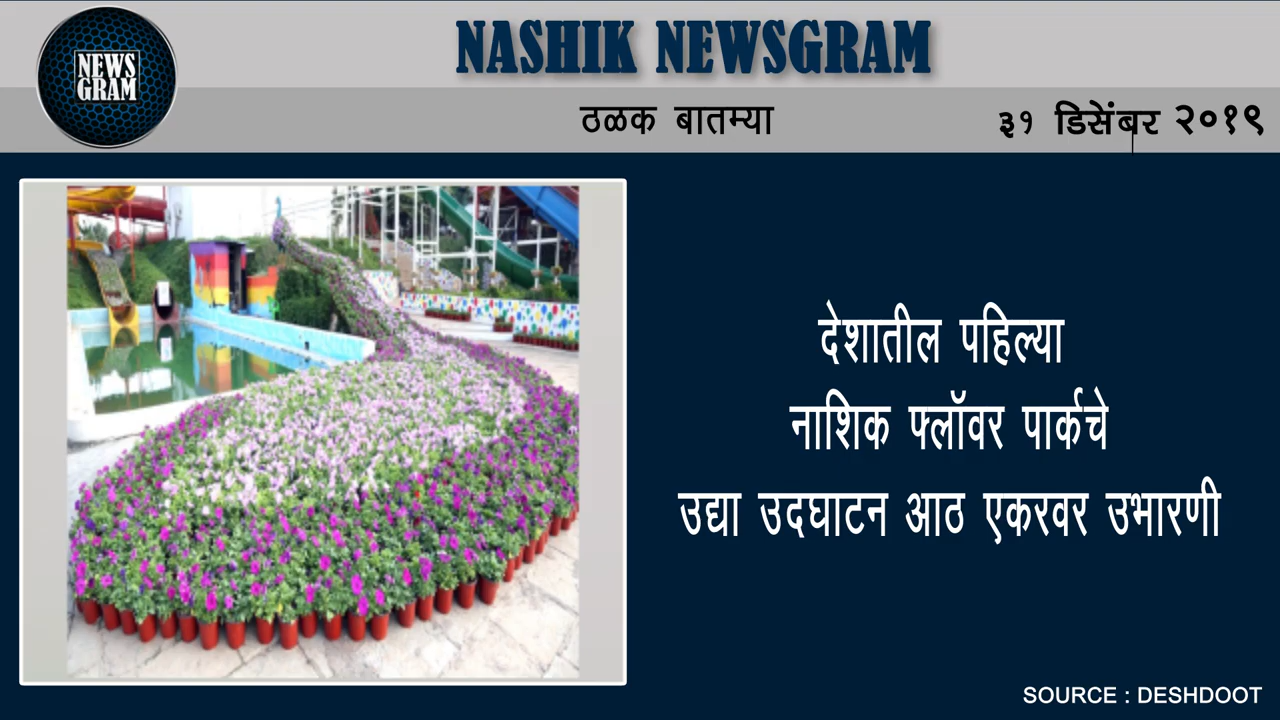 NEWS
GRAM
NASHIK NEWSGRAM
ठळक बातम्या
३१ डिसेंबर २०१९
देशातील पहिल्या
नाशिक फ्लॉवर पार्कचे
उद्या उदघाटन आठ एकरवर उभारणी
SOURCE : DESHDOOT